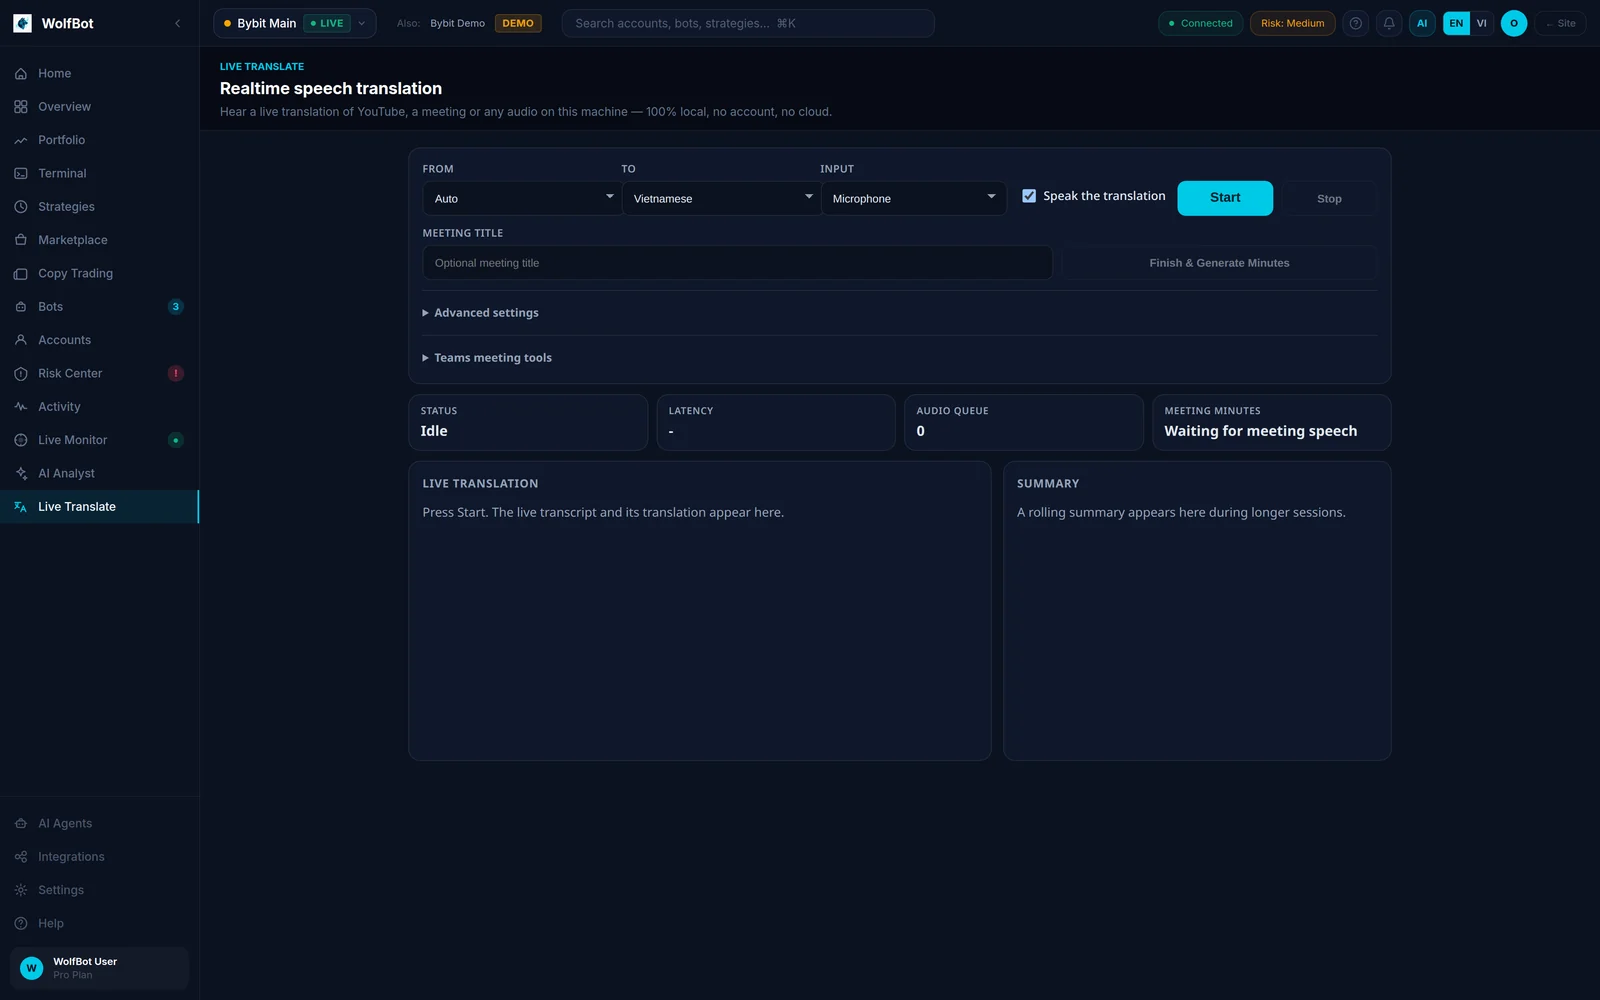 WolfBot
Bybit Main ● LIVE
Also: Bybit Demo DEMO
Search accounts, bots, strategies... ⌘K
● Connected
Risk: Medium
AI
EN VI
O
← Site
Home
Overview
Portfolio
Terminal
Strategies
Marketplace
Copy Trading
Bots 3
Accounts
Risk Center !
Activity
Live Monitor
AI Analyst
Live Translate
AI Agents
Integrations
Settings
Help
W
WolfBot User
Pro Plan
LIVE TRANSLATE
Realtime speech translation
Hear a live translation of YouTube, a meeting or any audio on this machine — 100% local, no account, no cloud.
FROM TO INPUT
Auto Vietnamese Microphone Speak the translation Start Stop
MEETING TITLE
Optional meeting title Finish & Generate Minutes
Advanced settings
Teams meeting tools
STATUS
Idle
LATENCY
-
AUDIO QUEUE
0
MEETING MINUTES
Waiting for meeting speech
LIVE TRANSLATION
Press Start. The live transcript and its translation appear here.
SUMMARY
A rolling summary appears here during longer sessions.